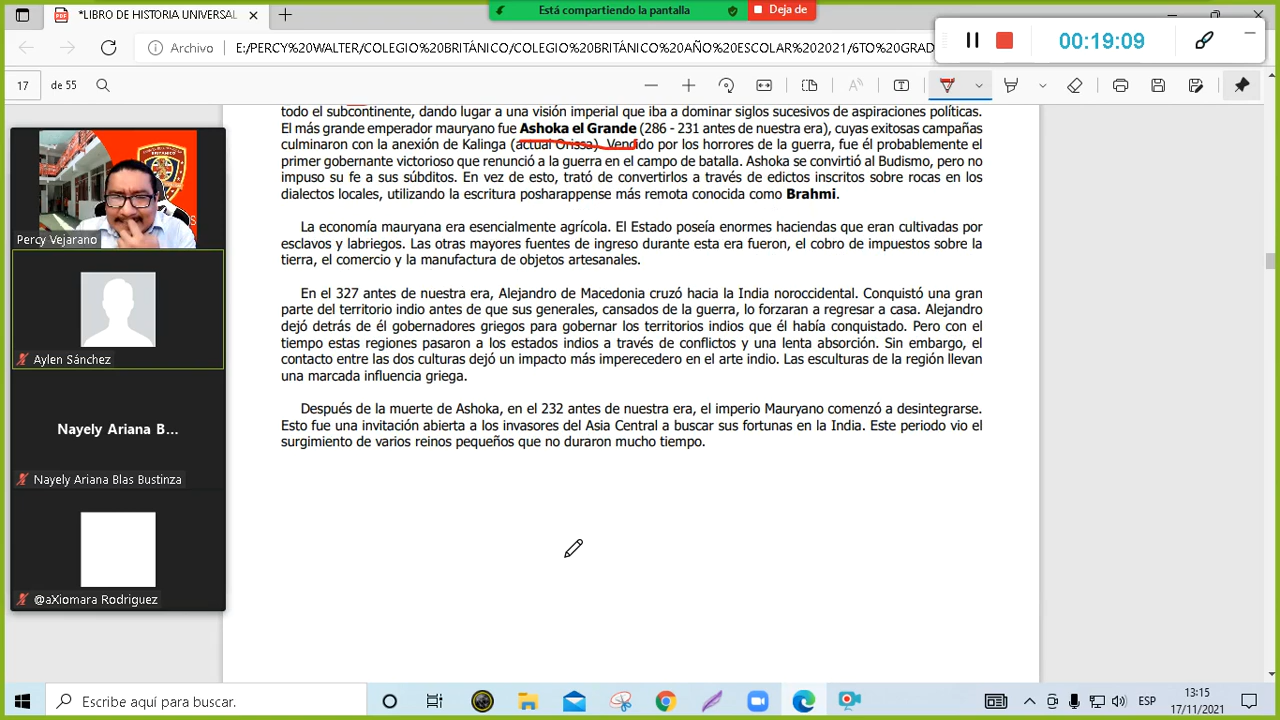 *LIBRO DE HISTORIA UNIVERSAL
Está compartiendo la pantalla
Deja de
Archivo
E:/PERCY%20WALTER/COLEGIO%20BRITÁNICO/COLEGIO%20BRITÁNICO%20AÑO%20ESCOLAR%202021/6TO%20GRAD
00:19:09
17
de 55
todo el subcontinente, dando lugar a una visión imperial que iba a dominar siglos sucesivos de aspiraciones políticas.
El más grande emperador mauryano fue Ashoka el Grande (286 - 231 antes de nuestra era), cuyas exitosas campañas
culminaron con la anexión de Kalinga (actual Orissa). Vencido por los horrores de la guerra, fue él probablemente el
primer gobernante victorioso que renunció a la guerra en el campo de batalla. Ashoka se convirtió al Budismo, pero no
impuso su fe a sus súbditos. En vez de esto, trató de convertirlos a través de edictos inscritos sobre rocas en los
dialectos locales, utilizando la escritura posharappense más remota conocida como Brahmi.
La economía mauryana era esencialmente agrícola. El Estado poseía enormes haciendas que eran cultivadas por
esclavos y labriegos. Las otras mayores fuentes de ingreso durante esta era fueron, el cobro de impuestos sobre la
tierra, el comercio y la manufactura de objetos artesanales.
En el 327 antes de nuestra era, Alejandro de Macedonia cruzó hacia la India noroccidental. Conquistó una gran
parte del territorio indio antes de que sus generales, cansados de la guerra, lo forzaran a regresar a casa. Alejandro
dejó detrás de él gobernadores griegos para gobernar los territorios indios que él había conquistado. Pero con el
tiempo estas regiones pasaron a los estados indios a través de conflictos y una lenta absorción. Sin embargo, el
contacto entre las dos culturas dejó un impacto más imperecedero en el arte indio. Las esculturas de la región llevan
una marcada influencia griega.
Después de la muerte de Ashoka, en el 232 antes de nuestra era, el imperio Mauryano comenzó a desintegrarse.
Esto fue una invitación abierta a los invasores del Asia Central a buscar sus fortunas en la India. Este periodo vio el
surgimiento de varios reinos pequeños que no duraron mucho tiempo.
Percy Vejarano
Aylen Sánchez
Nayely Ariana B...
Nayely Ariana Blas Bustinza
@aXiomara Rodriguez
Escribe aquí para buscar.
ESP
13:15
17/11/2021